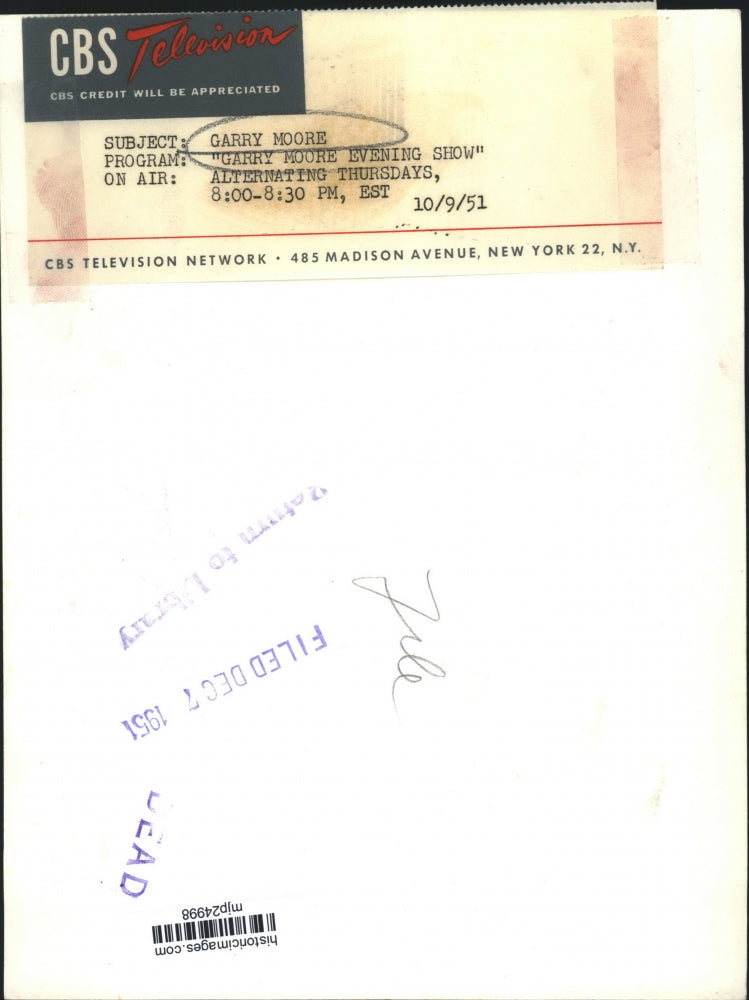 CBS Television
CBS CREDIT WILL BE APPRECIATED
SUBJECT: GARRY MOORE
PROGRAM: "GARRY MOORE EVENING SHOW"
ON AIR: ALTERNATING THURSDAYS,
8:00-8:30 PM, EST
10/9/51
CBS TELEVISION NETWORK · 485 MADISON AVENUE, NEW YORK 22, N.Y.
Return to Library
File
FILED DEC 7 1951
DEAD
mjp24998
historicimages.com